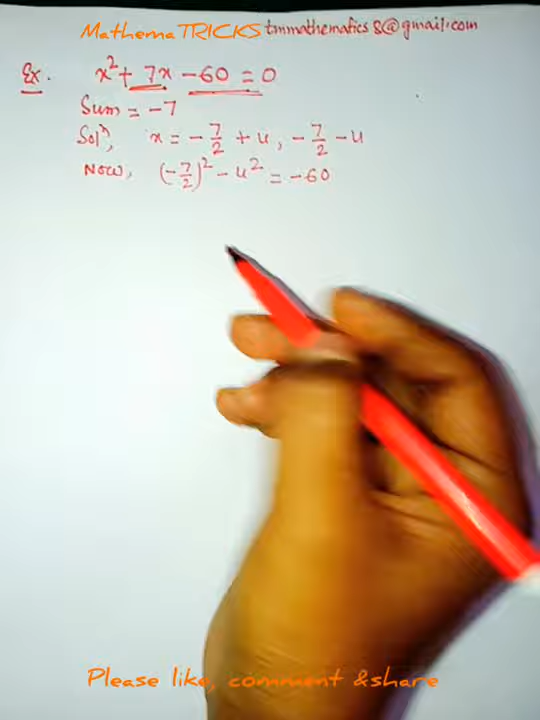 MathemaTRICKS tmmathematics8@gmail.com
Ex. x² + 7x - 60 = 0
Sum = -7
Solⁿ, x = -7/2 + u, -7/2 - u
Now, (-7/2)² - u² = -60
Please like, comment &share